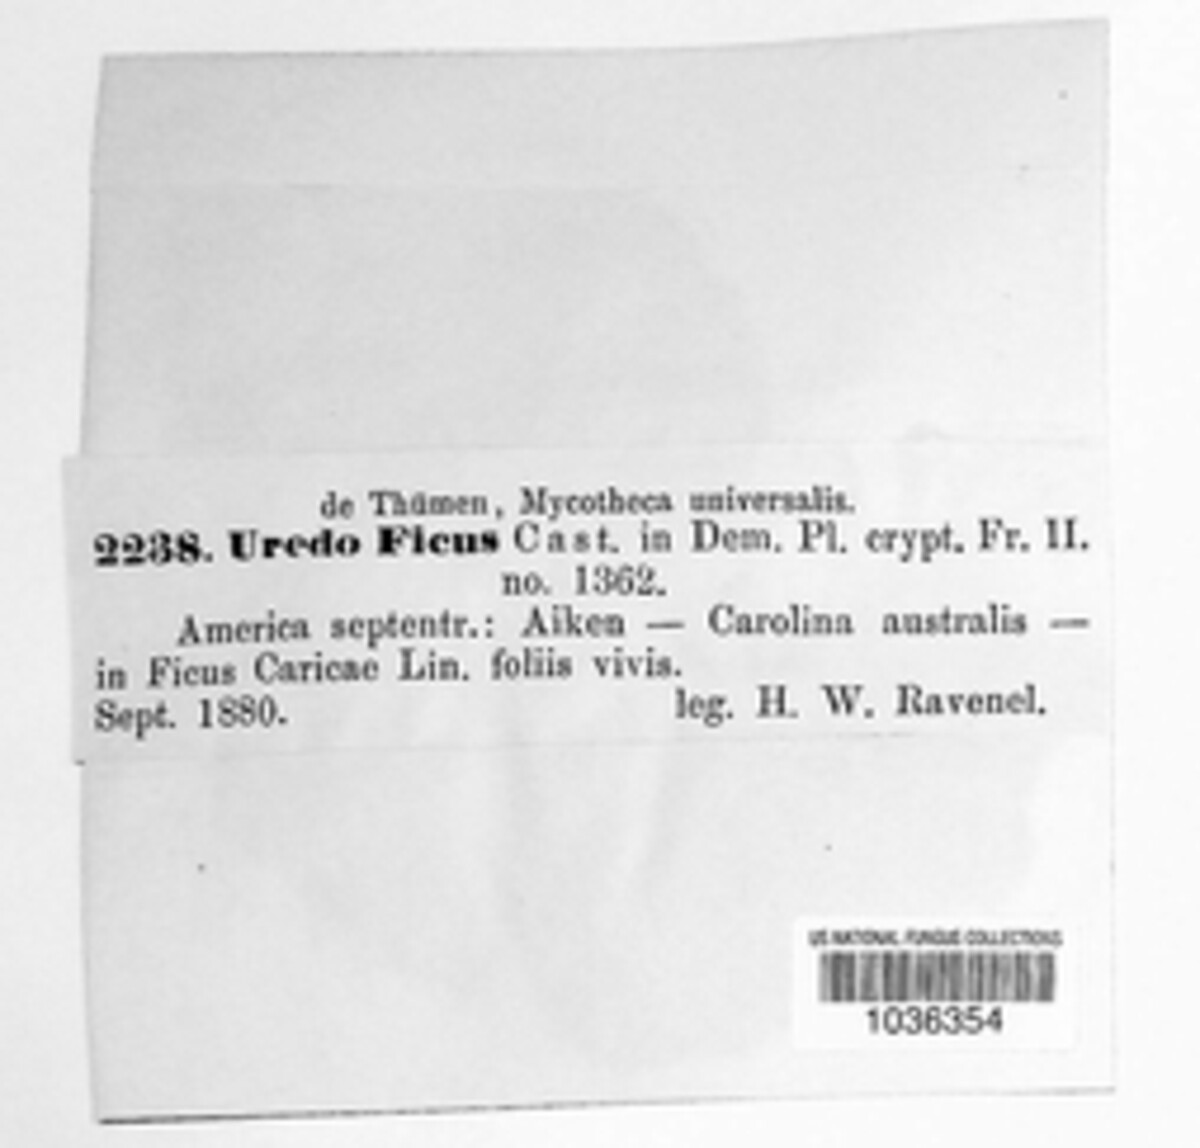 de Thümen, Mycotheca universalis.
2238. Uredo Ficus Cast. in Dem. Pl. crypt. Fr. II.
no. 1362.
America septentr.: Aiken — Carolina australis —
in Ficus Caricae Lin. foliis vivis.
Sept. 1880. leg. H. W. Ravenel.
US NATIONAL FUNGUS COLLECTIONS
1036354